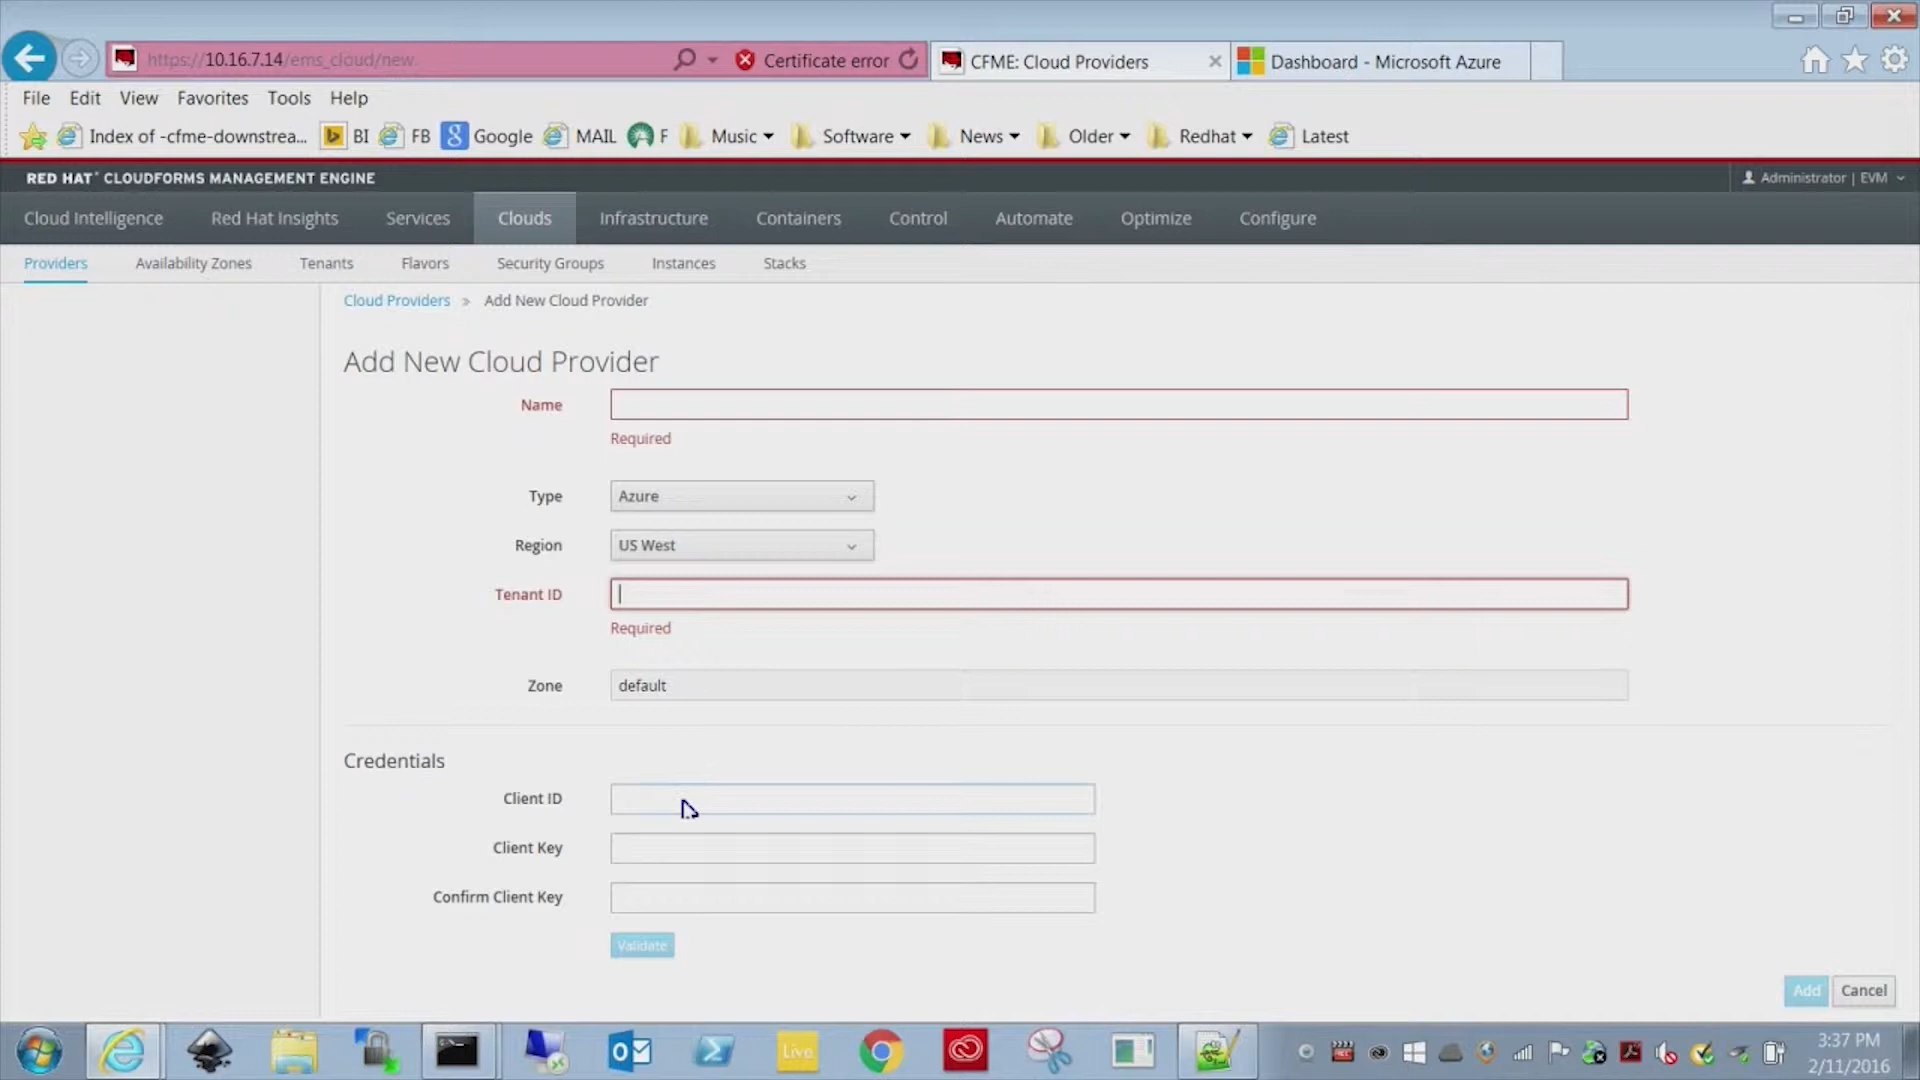 https://10.16.7.14/ems_cloud/new
Certificate error
CFME: Cloud Providers
Dashboard - Microsoft Azure
File Edit View Favorites Tools Help
Index of -cfme-downstrea... BI FB Google MAIL F Music Software News Older Redhat Latest
RED HAT® CLOUDFORMS MANAGEMENT ENGINE
Administrator | EVM
Cloud Intelligence Red Hat Insights Services Clouds Infrastructure Containers Control Automate Optimize Configure
Providers Availability Zones Tenants Flavors Security Groups Instances Stacks
Cloud Providers » Add New Cloud Provider
Add New Cloud Provider
Name
Required
Type Azure
Region US West
Tenant ID
Required
Zone default
Credentials
Client ID
Client Key
Confirm Client Key
Validate
Add Cancel
Live
3:37 PM
2/11/2016